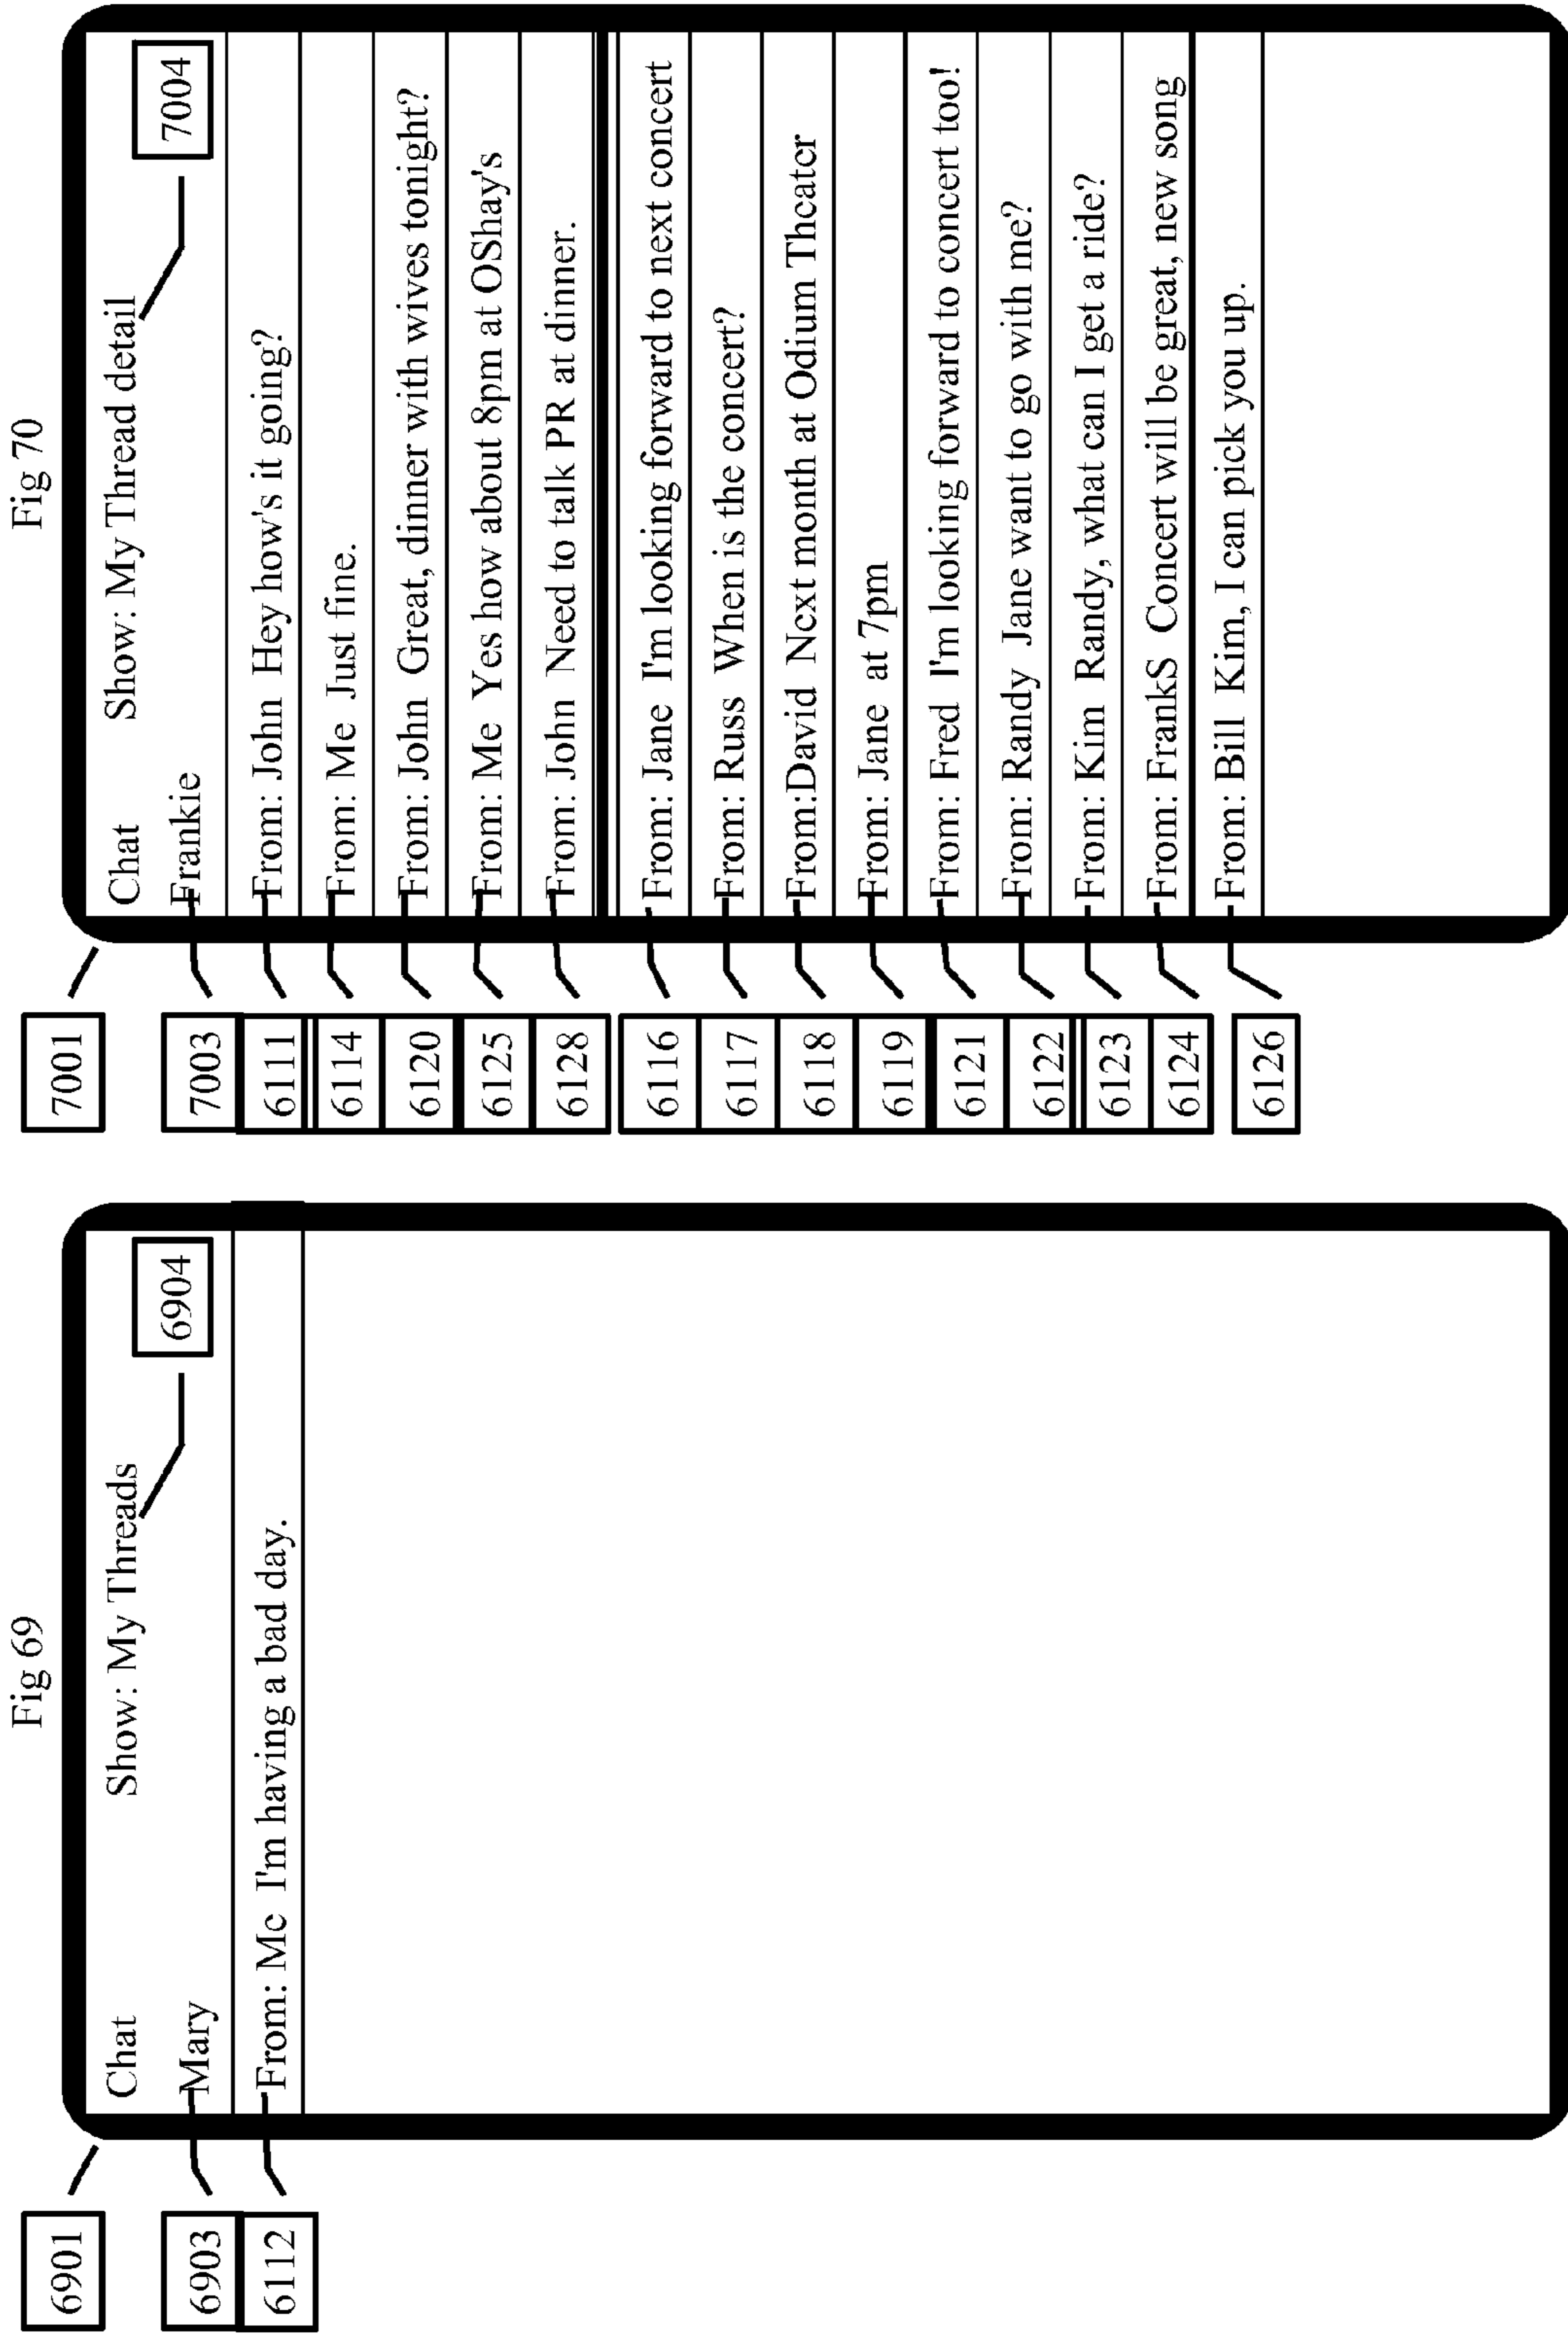 Fig 69
6901
Chat Show: My Threads
6904
6903
Mary
6112
From: Me I'm having a bad day.
Fig 70
7001
Chat Show: My Thread detail
7004
7003
Frankie
6111
From: John Hey how's it going?
6114
From: Me Just fine.
6120
From: John Great, dinner with wives tonight?
6125
From: Me Yes how about 8pm at OShay's
6128
From: John Need to talk PR at dinner.
6116
From: Jane I'm looking forward to next concert
6117
From: Russ When is the concert?
6118
From:David Next month at Odium Theater
6119
From: Jane at 7pm
6121
From: Fred I'm looking forward to concert too!
6122
From: Randy Jane want to go with me?
6123
From: Kim Randy, what can I get a ride?
6124
From: FrankS Concert will be great, new song
6126
From: Bill Kim, I can pick you up.